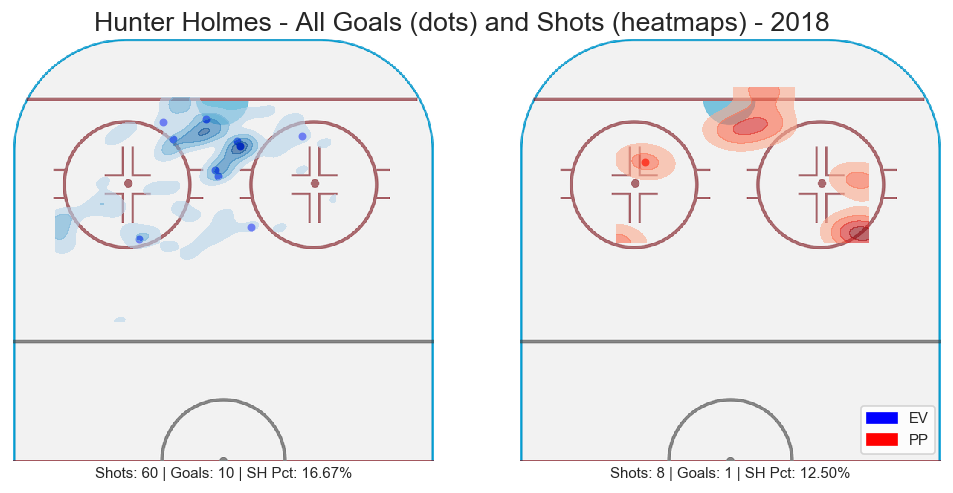 Hunter Holmes - All Goals (dots) and Shots (heatmaps) - 2018
EV
PP
Shots: 60 | Goals: 10 | SH Pct: 16.67%
Shots: 8 | Goals: 1 | SH Pct: 12.50%